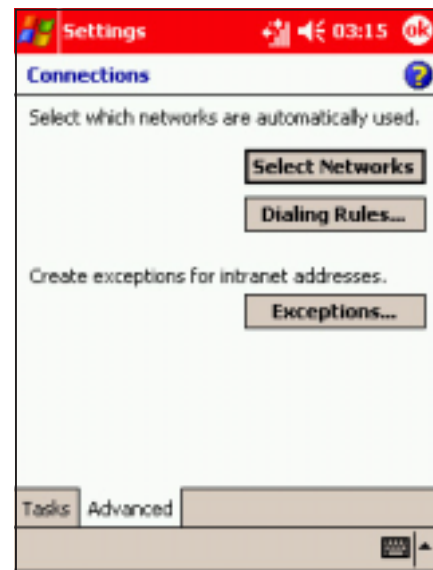 Settings 03:15 ok
Connections ?
Select which networks are automatically used.
Select Networks
Dialing Rules...
Create exceptions for intranet addresses.
Exceptions...
Tasks Advanced